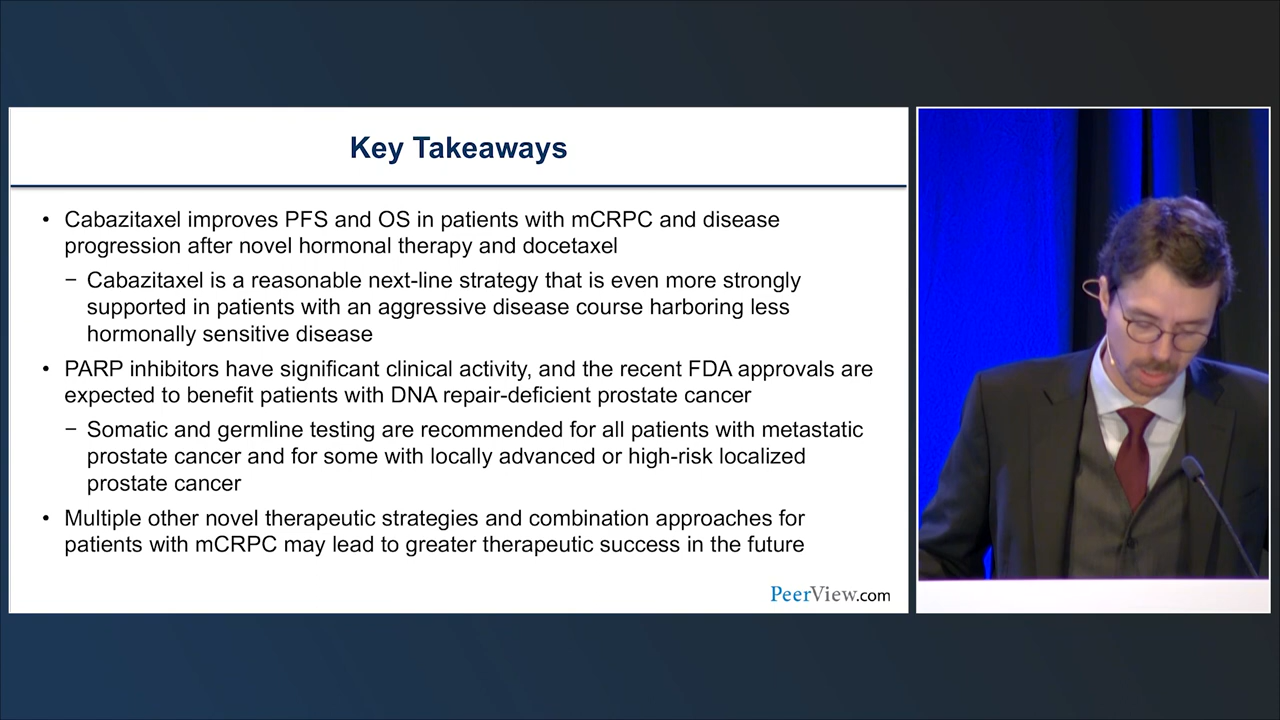 Key Takeaways
• Cabazitaxel improves PFS and OS in patients with mCRPC and disease
progression after novel hormonal therapy and docetaxel
− Cabazitaxel is a reasonable next-line strategy that is even more strongly
supported in patients with an aggressive disease course harboring less
hormonally sensitive disease
• PARP inhibitors have significant clinical activity, and the recent FDA approvals are
expected to benefit patients with DNA repair-deficient prostate cancer
− Somatic and germline testing are recommended for all patients with metastatic
prostate cancer and for some with locally advanced or high-risk localized
prostate cancer
• Multiple other novel therapeutic strategies and combination approaches for
patients with mCRPC may lead to greater therapeutic success in the future
PeerView.com